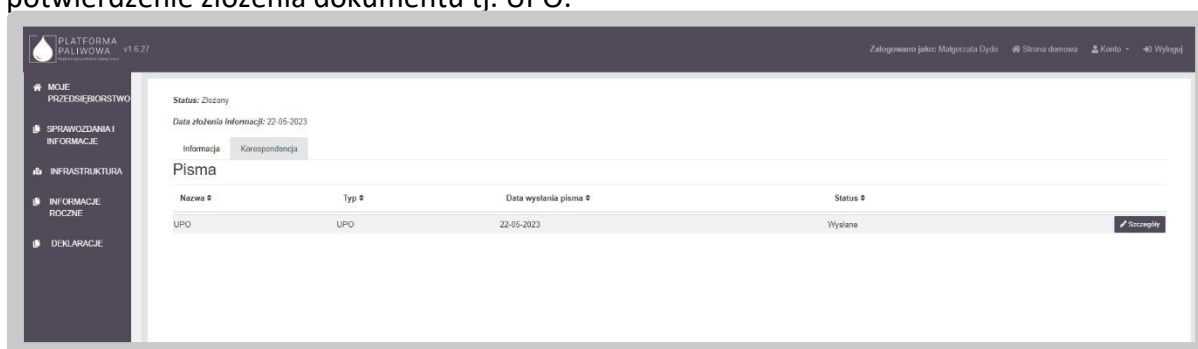 potwierdzenie złożenia dokumentu tj. UPO.
PLATFORMA
PALIWOWA v1.6.27
Zalogowano jako: Małgorzata Dydo Strona domowa Konto Wyloguj
MOJE
PRZEDSIĘBIORSTWO
SPRAWOZDANIA I
INFORMACJE
INFRASTRUKTURA
INFORMACJE
ROCZNE
DEKLARACJE
Status: Złożony
Data złożenia Informacji: 22-05-2023
Informacja Korespondencja
Pisma
Nazwa Typ Data wysłania pisma Status
UPO UPO 22-05-2023 Wysłane Szczegóły